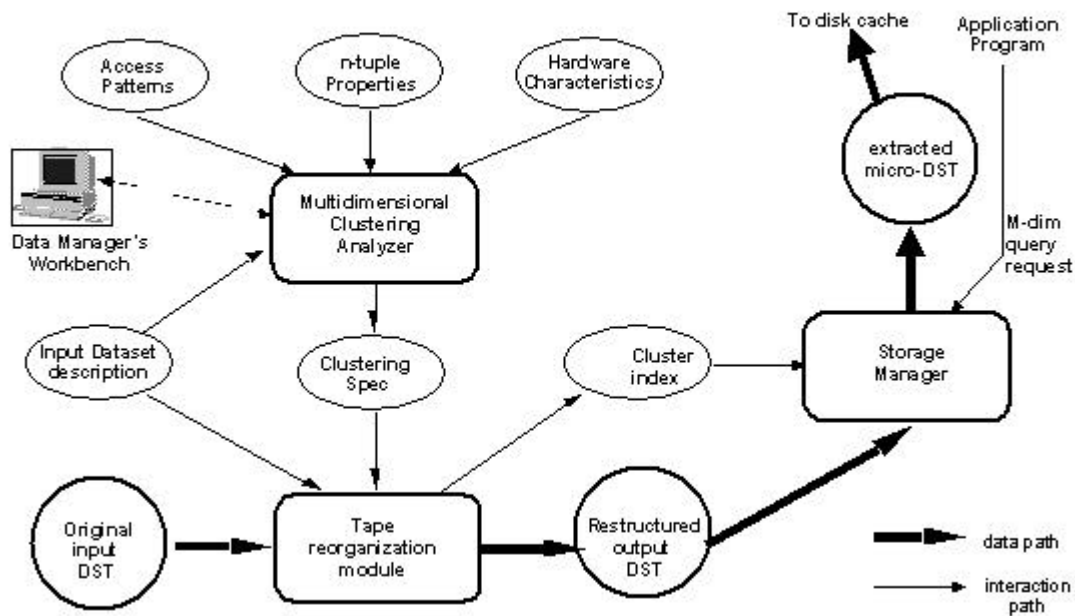 To disk cache
Application
Program
Access
Patterns
n-tuple
Properties
Hardware
Characteristics
extracted
micro-DST
Multidimensional
Clustering
Analyzer
Data Manager's
Workbench
M-dim
query
request
Input Dataset
description
Clustering
Spec
Cluster
index
Storage
Manager
Original
input
DST
Tape
reorganization
module
Restructured
output
DST
data path
interaction
path